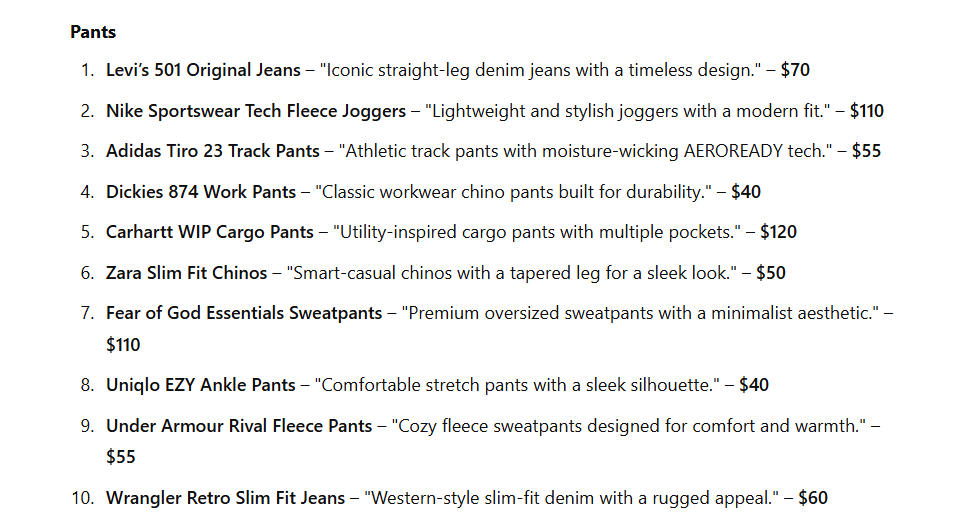 Pants
1. Levi’s 501 Original Jeans – "Iconic straight-leg denim jeans with a timeless design." – $70
2. Nike Sportswear Tech Fleece Joggers – "Lightweight and stylish joggers with a modern fit." – $110
3. Adidas Tiro 23 Track Pants – "Athletic track pants with moisture-wicking AEROREADY tech." – $55
4. Dickies 874 Work Pants – "Classic workwear chino pants built for durability." – $40
5. Carhartt WIP Cargo Pants – "Utility-inspired cargo pants with multiple pockets." – $120
6. Zara Slim Fit Chinos – "Smart-casual chinos with a tapered leg for a sleek look." – $50
7. Fear of God Essentials Sweatpants – "Premium oversized sweatpants with a minimalist aesthetic." –
$110
8. Uniqlo EZY Ankle Pants – "Comfortable stretch pants with a sleek silhouette." – $40
9. Under Armour Rival Fleece Pants – "Cozy fleece sweatpants designed for comfort and warmth." –
$55
10. Wrangler Retro Slim Fit Jeans – "Western-style slim-fit denim with a rugged appeal." – $60